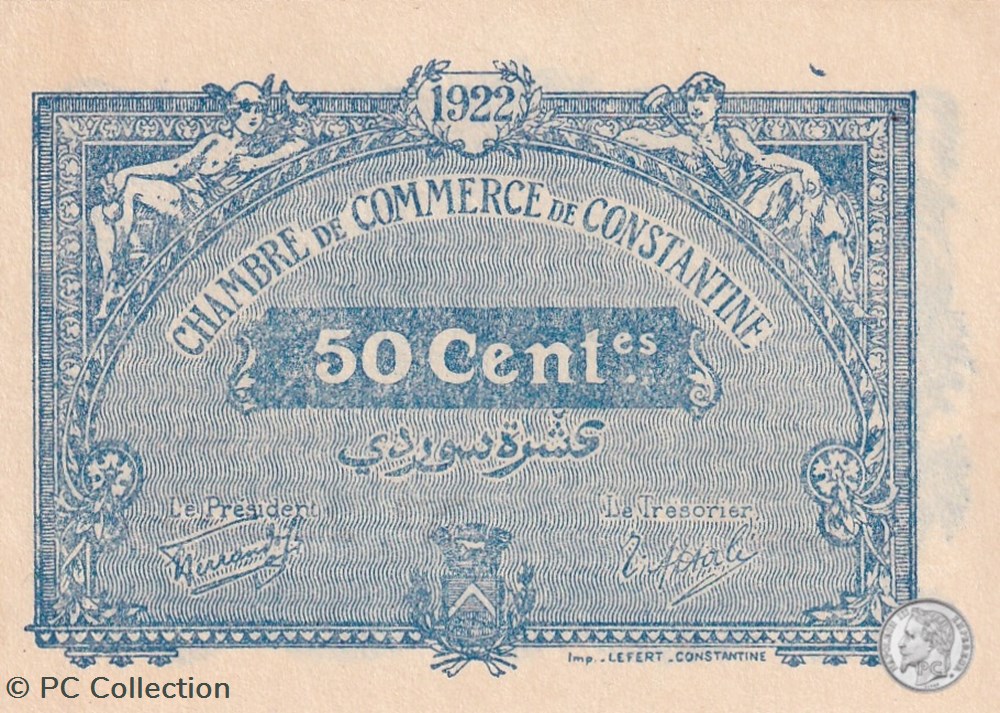 1922
CHAMBRE DE COMMERCE DE CONSTANTINE
50 Centes
عشرة سوردي
Le Président
Le Trésorier
Imp. - LEFERT - CONSTANTINE
© PC Collection
PC